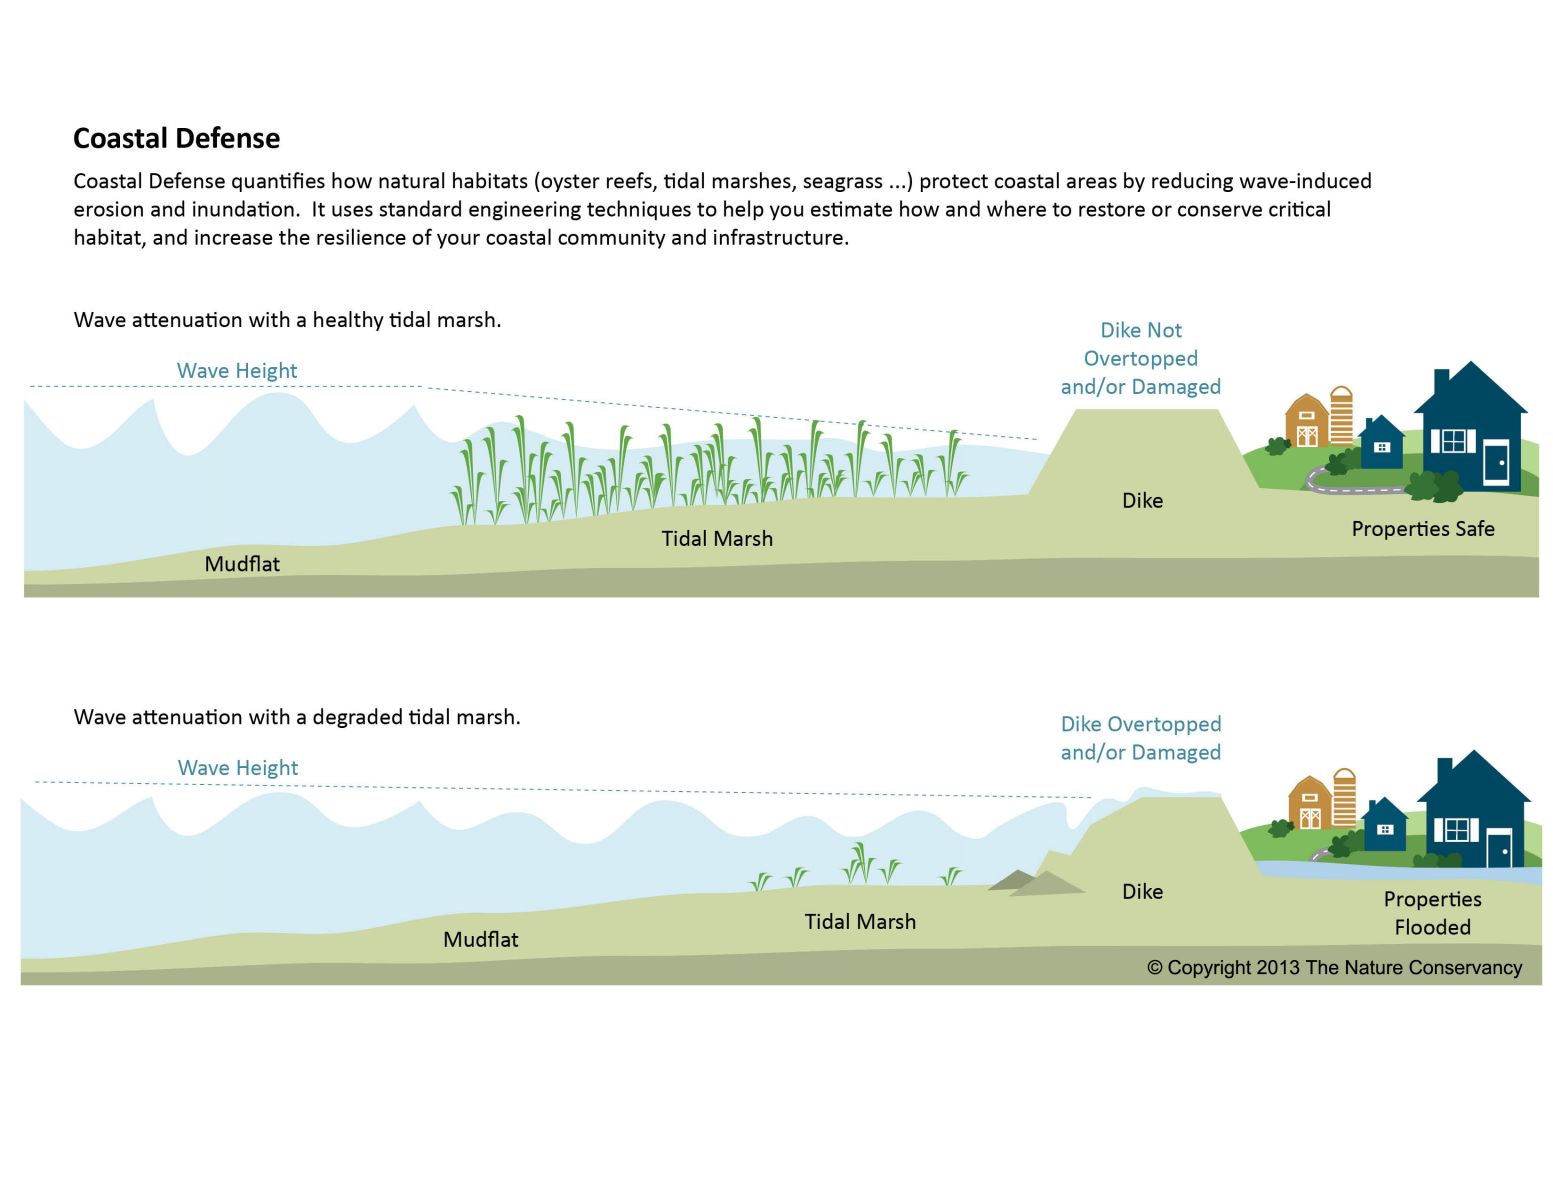 Coastal Defense
Coastal Defense quantifies how natural habitats (oyster reefs, tidal marshes, seagrass ...) protect coastal areas by reducing wave-induced
erosion and inundation.  It uses standard engineering techniques to help you estimate how and where to restore or conserve critical
habitat, and increase the resilience of your coastal community and infrastructure.
Wave attenuation with a healthy tidal marsh.
Wave Height
Dike Not
Overtopped
and/or Damaged
Dike
Properties Safe
Tidal Marsh
Mudflat
Wave attenuation with a degraded tidal marsh.
Wave Height
Dike Overtopped
and/or Damaged
Dike
Properties
Flooded
Tidal Marsh
Mudflat
© Copyright 2013 The Nature Conservancy